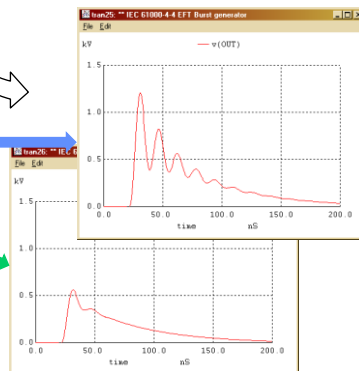 tran25: ** IEC 61000-4-4 EFT Burst generator
File Edit
kV
v(OUT)
1.5
1.0
0.5
0.0
0.0 50.0 100.0 150.0 200.0
time nS
tran26: ** IEC
File Edit
kV
1.5
1.0
0.5
0.0
0.0 50.0 100.0 150.0 200.0
time nS